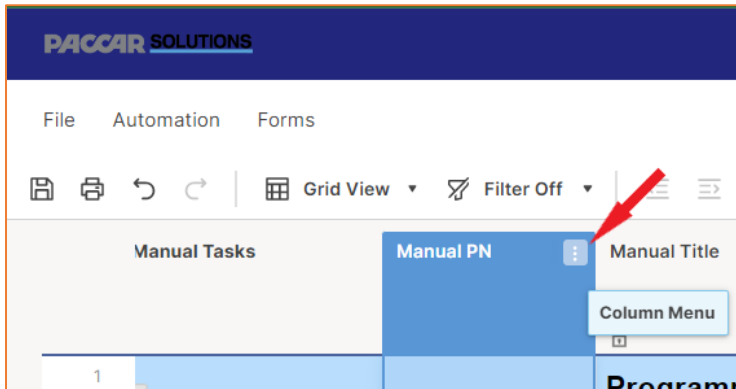 PACCAR SOLUTIONS
File Automation Forms
Grid View Filter Off
Manual Tasks Manual PN Manual Title
Column Menu
1